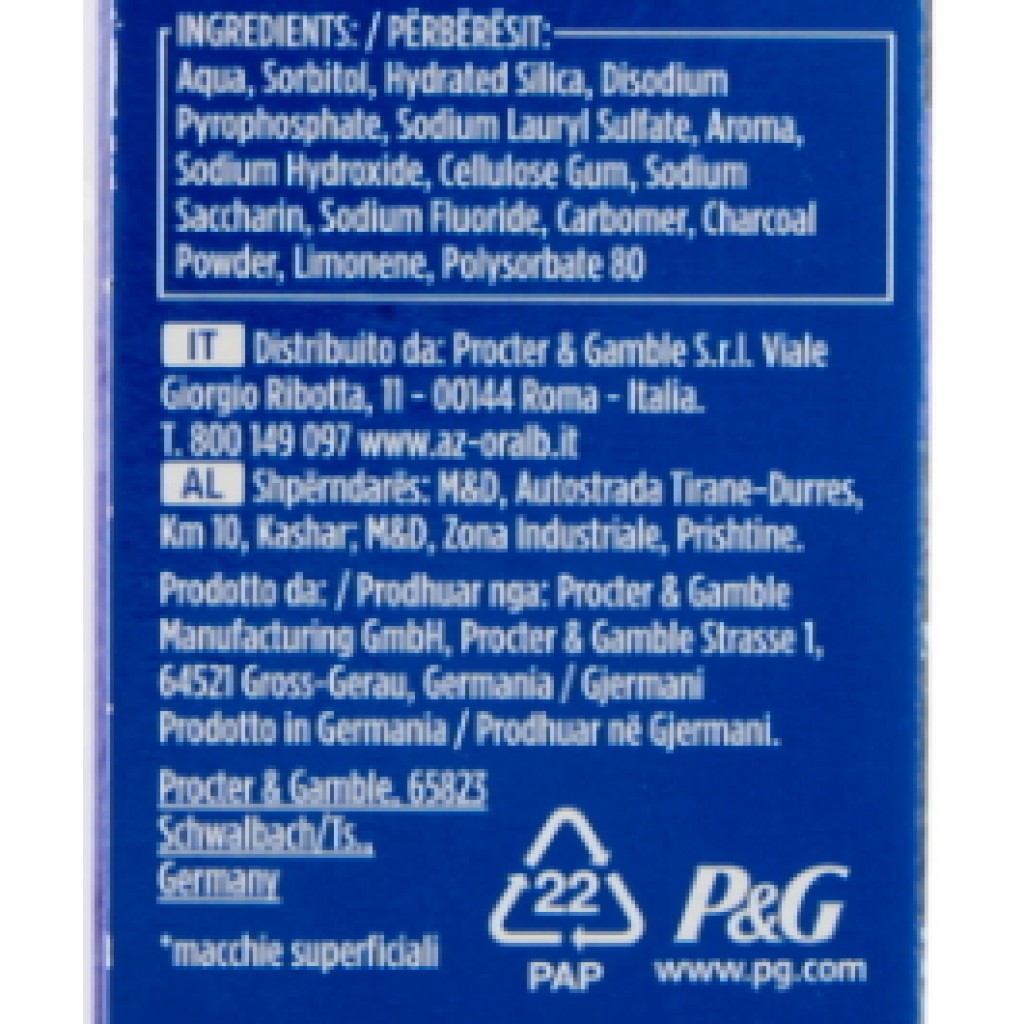 INGREDIENTS: / PËRBËRËSIT:
Aqua, Sorbitol, Hydrated Silica, Disodium
Pyrophosphate, Sodium Lauryl Sulfate, Aroma,
Sodium Hydroxide, Cellulose Gum, Sodium
Saccharin, Sodium Fluoride, Carbomer, Charcoal
Powder, Limonene, Polysorbate 80
IT Distribuito da: Procter & Gamble S.r.l. Viale
Giorgio Ribotta, 11 - 00144 Roma - Italia.
T. 800 149 097 www.az-oralb.it
AL Shpërndarës: M&D, Autostrada Tirane-Durres,
Km 10, Kashar; M&D, Zona Industriale, Prishtine.
Prodotto da: / Prodhuar nga: Procter & Gamble
Manufacturing GmbH, Procter & Gamble Strasse 1,
64521 Gross-Gerau, Germania / Gjermani
Prodotto in Germania / Prodhuar në Gjermani.
Procter & Gamble, 65823
Schwalbach/Ts.,
Germany
*macchie superficiali
22
PAP
P&G
www.pg.com